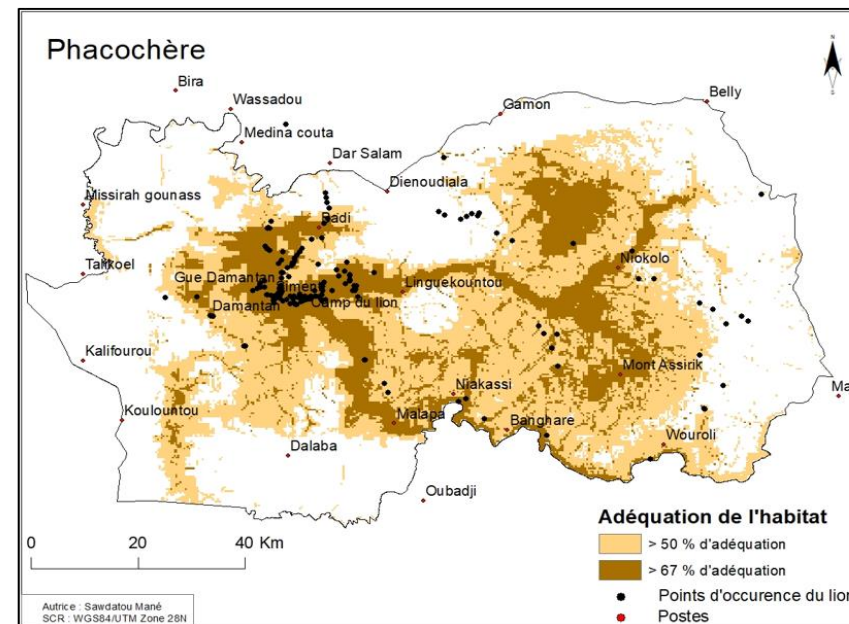 Phacochère
N
S
Bira
Wassadou
Belly
Gamon
Medina couta
Dar Salam
Dienoudiala
Missirah gounass
Badi
Niokolo
Gue Damantan
Linguekountou
Camp du lion
Damantan
Kalifourou
Mont Assirik
Niakassi
Koulountou
Malapa
Banghare
Wouroli
Dalaba
Oubadji
0 20 40 Km
Adéquation de l'habitat
> 50 % d'adéquation
> 67 % d'adéquation
Points d'occurence du lion
Postes
Autrice : Sawdatou Mané
SCR : WGS84/UTM Zone 28N